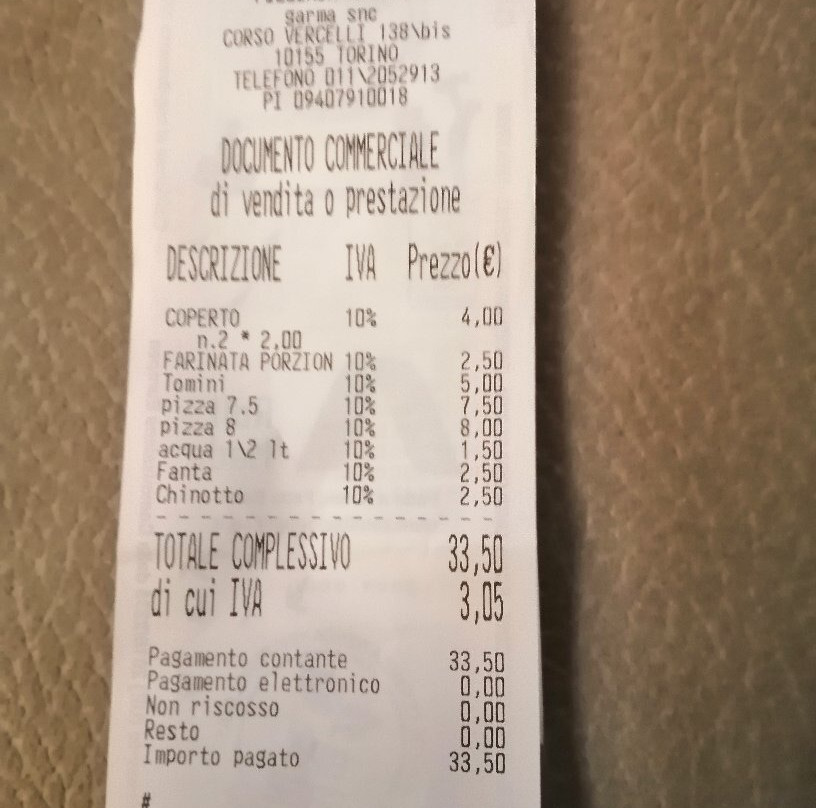 garma snc
CORSO VERCELLI 138\bis
10155 TORINO
TELEFONO 011\2052913
PI 09407910018
DOCUMENTO COMMERCIALE
di vendita o prestazione
DESCRIZIONE IVA Prezzo(€)
COPERTO 10% 4,00
n.2 * 2,00
FARINATA PORZION 10% 2,50
Tomini 10% 5,00
pizza 7.5 10% 7,50
pizza 8 10% 8,00
acqua 1\2 lt 10% 1,50
Fanta 10% 2,50
Chinotto 10% 2,50
TOTALE COMPLESSIVO 33,50
di cui IVA 3,05
Pagamento contante 33,50
Pagamento elettronico 0,00
Non riscosso 0,00
Resto 0,00
Importo pagato 33,50
#